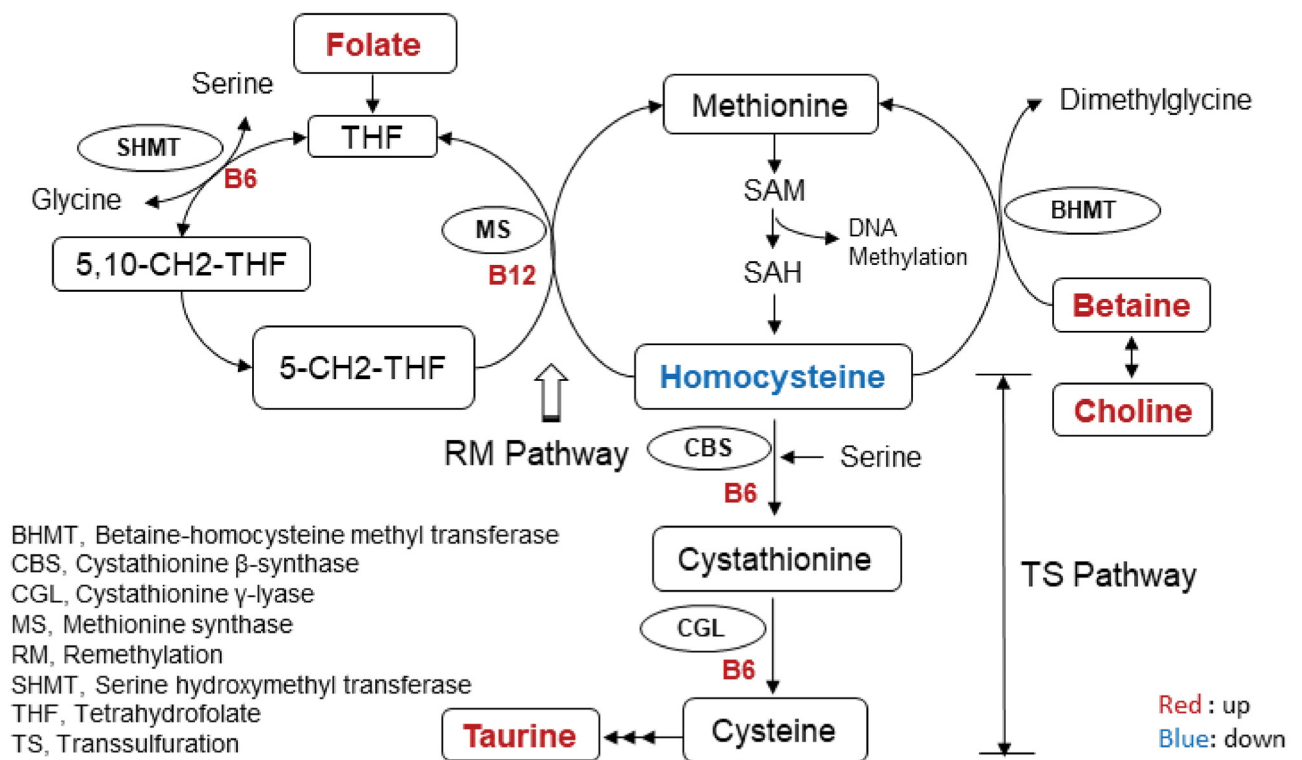 Folate
Serine
THF
SHMT
B6
Glycine
5,10-CH2-THF
5-CH2-THF
MS
B12
RM Pathway
Methionine
SAM
DNA
Methylation
SAH
Homocysteine
Dimethylglycine
BHMT
Betaine
Choline
CBS
Serine
B6
Cystathionine
CGL
B6
Cysteine
Taurine
TS Pathway
BHMT, Betaine-homocysteine methyl transferase
CBS, Cystathionine β-synthase
CGL, Cystathionine γ-lyase
MS, Methionine synthase
RM, Remethylation
SHMT, Serine hydroxymethyl transferase
THF, Tetrahydrofolate
TS, Transsulfuration
Red : up
Blue: down